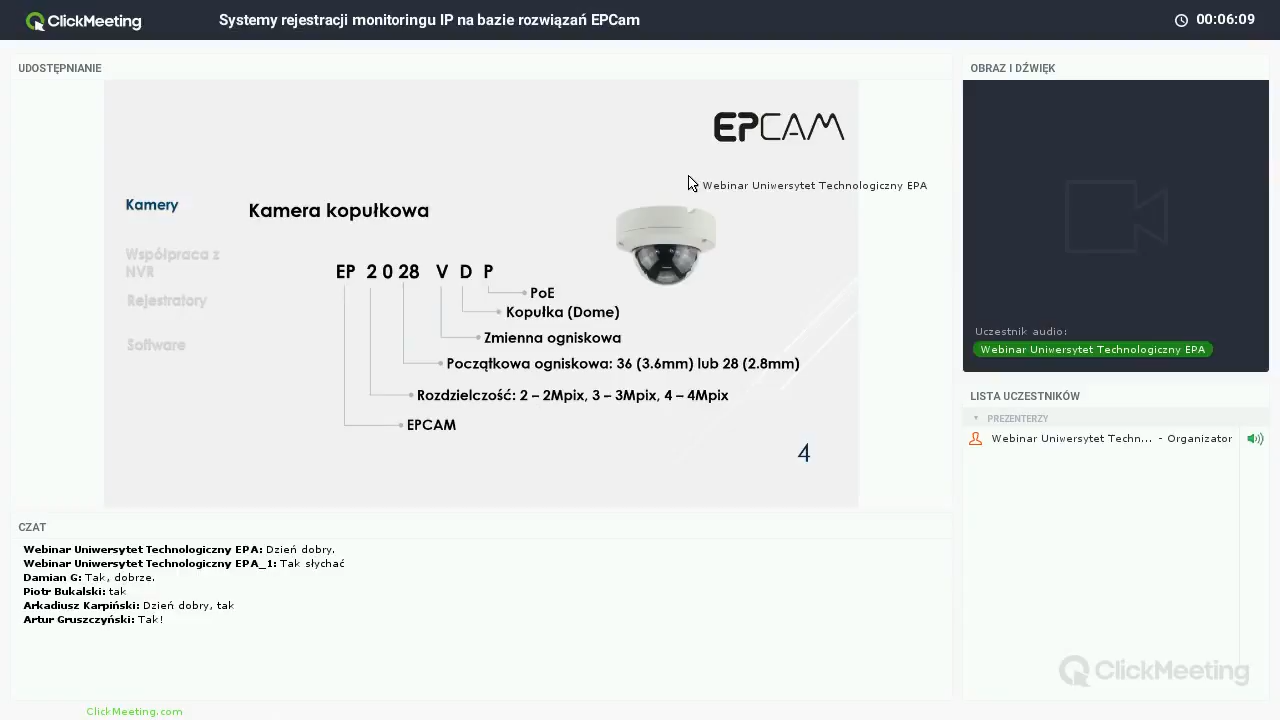 ClickMeeting
Systemy rejestracji monitoringu IP na bazie rozwiązań EPCam
00:06:09
UDOSTĘPNIANIE
EPCAM
Webinar Uniwersytet Technologiczny EPA
Kamery
Współpraca z
NVR
Rejestratory
Software
Kamera kopułkowa
EP 2 0 28 V D P
PoE
Kopułka (Dome)
Zmienna ogniskowa
Początkowa ogniskowa: 36 (3.6mm) lub 28 (2.8mm)
Rozdzielczość: 2 – 2Mpix, 3 – 3Mpix, 4 – 4Mpix
EPCAM
4
OBRAZ I DŹWIĘK
Uczestnik audio:
Webinar Uniwersytet Technologiczny EPA
LISTA UCZESTNIKÓW
PREZENTERZY
Webinar Uniwersytet Techn... - Organizator
CZAT
Webinar Uniwersytet Technologiczny EPA: Dzień dobry.
Webinar Uniwersytet Technologiczny EPA_1: Tak słychać
Damian G: Tak, dobrze.
Piotr Bukalski: tak
Arkadiusz Karpiński: Dzień dobry, tak
Artur Gruszczyński: Tak!
ClickMeeting
ClickMeeting.com